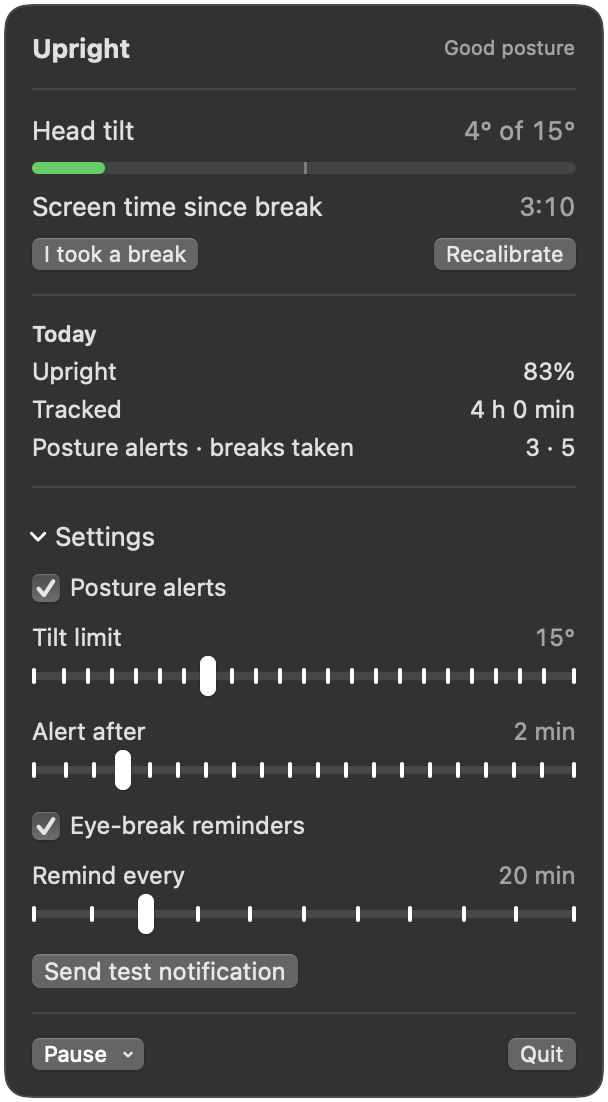 Upright Good posture
Head tilt 4° of 15°
Screen time since break 3:10
I took a break Recalibrate
Today
Upright 83%
Tracked 4 h 0 min
Posture alerts · breaks taken 3 · 5
Settings
Posture alerts
Tilt limit 15°
Alert after 2 min
Eye-break reminders
Remind every 20 min
Send test notification
Pause Quit